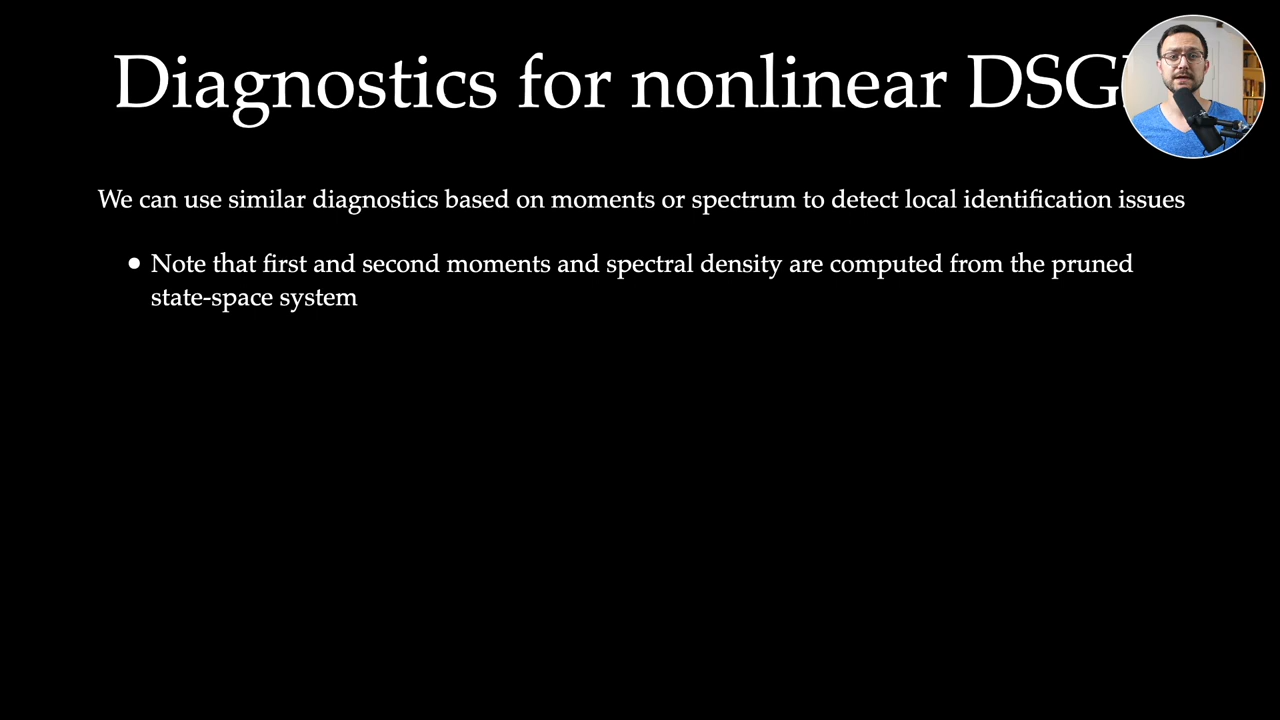 Diagnostics for nonlinear
We can use similar diagnostics based on moments or spectrum to detect local identification issues
• Note that first and second moments and spectral density are computed from the pruned
state-space system